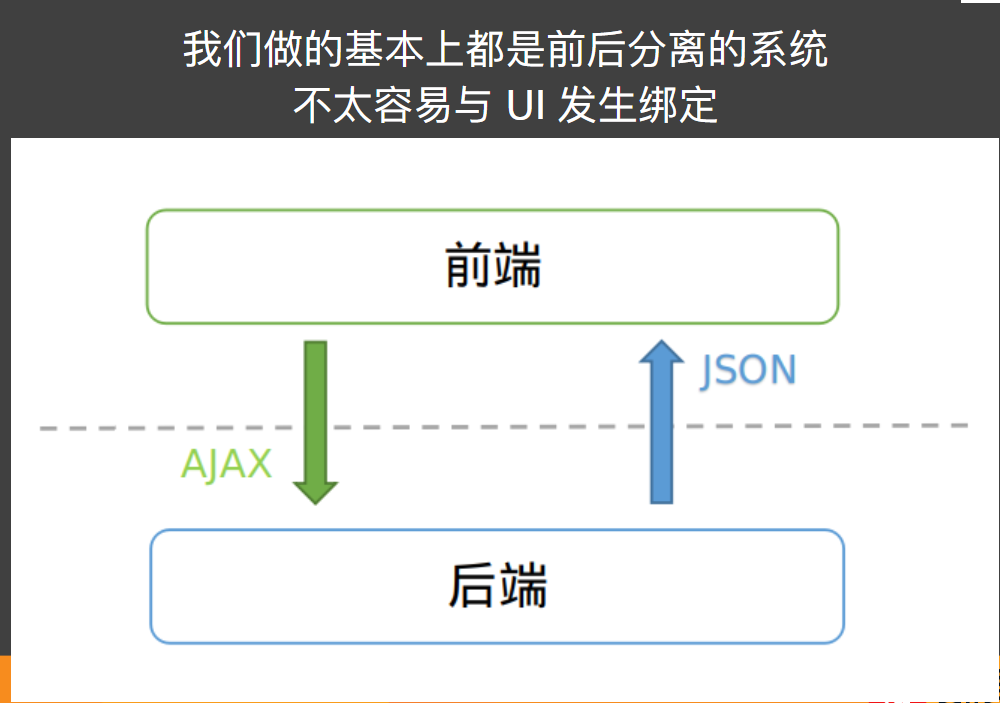 我们做的基本上都是前后分离的系统
不太容易与 UI 发生绑定
前端
JSON
AJAX
后端